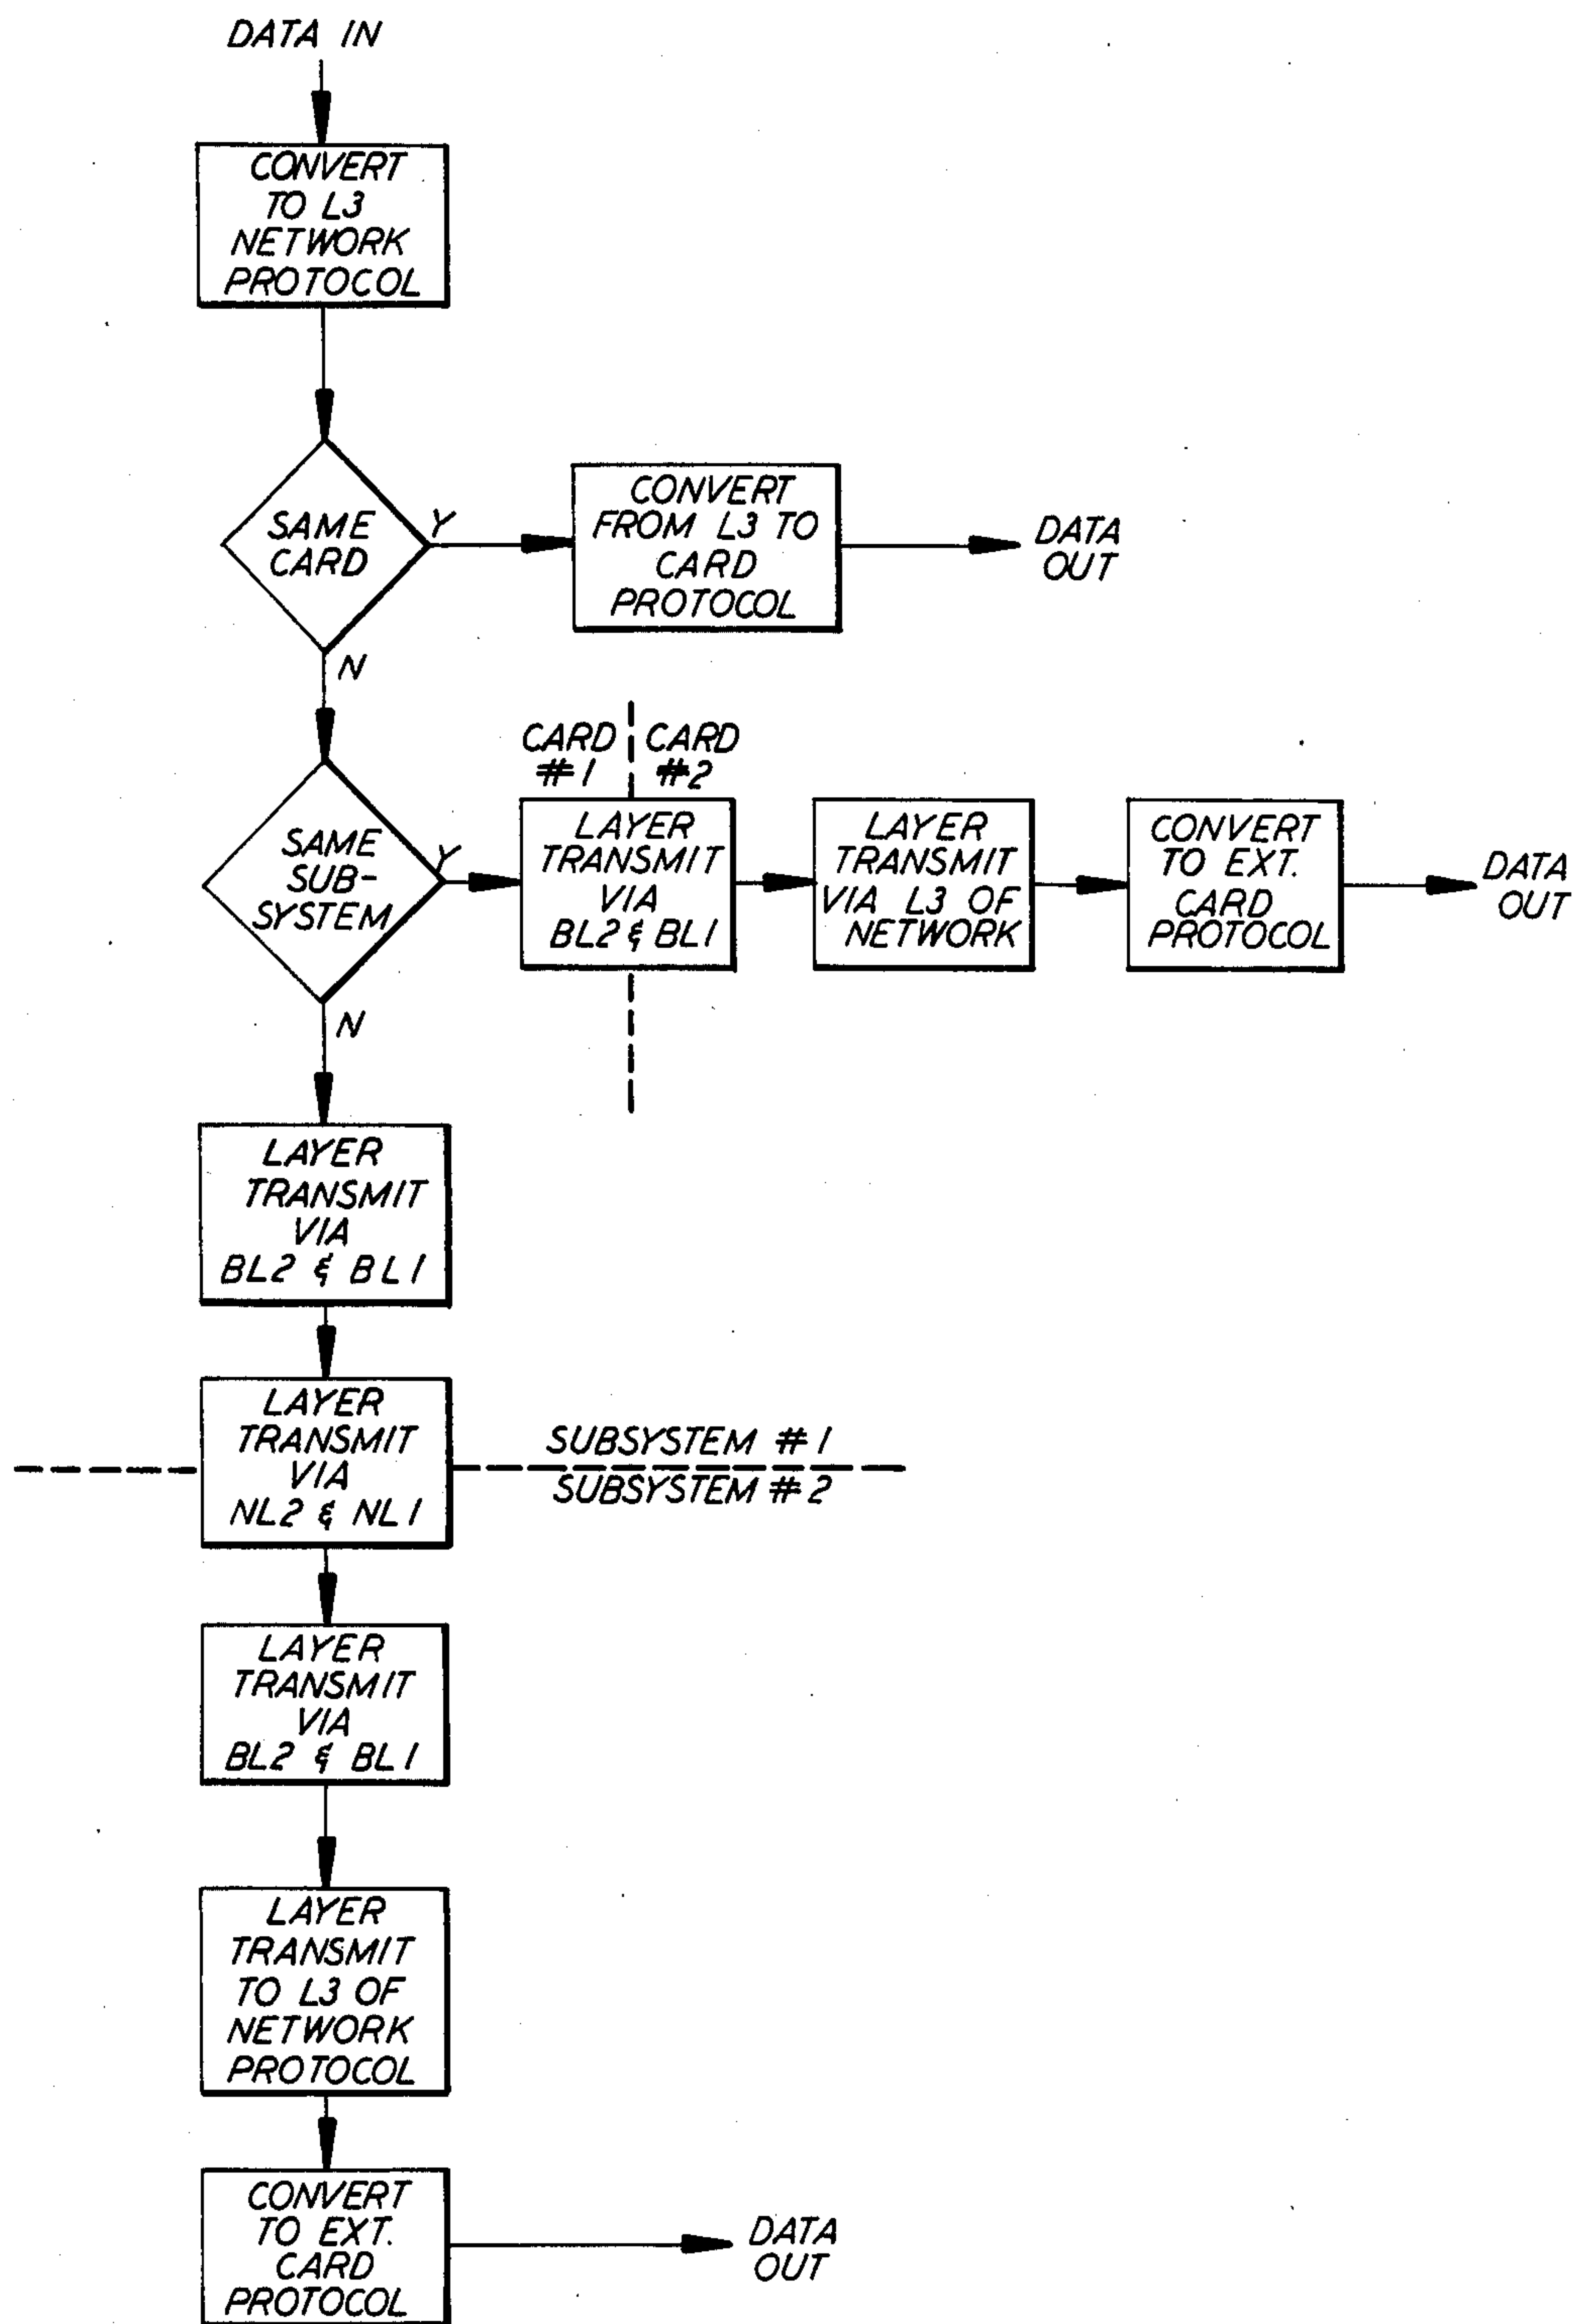 DATA IN
CONVERT
TO L3
NETWORK
PROTOCOL
SAME
CARD
Y
N
CONVERT
FROM L3 TO
CARD
PROTOCOL
DATA
OUT
SAME
SUB-
SYSTEM
Y
N
CARD
#1
CARD
#2
LAYER
TRANSMIT
VIA
BL2 & BL1
LAYER
TRANSMIT
VIA L3 OF
NETWORK
CONVERT
TO EXT.
CARD
PROTOCOL
DATA
OUT
LAYER
TRANSMIT
VIA
BL2 & BL1
LAYER
TRANSMIT
VIA
NL2 & NL1
SUBSYSTEM #1
SUBSYSTEM #2
LAYER
TRANSMIT
VIA
BL2 & BL1
LAYER
TRANSMIT
TO L3 OF
NETWORK
PROTOCOL
CONVERT
TO EXT.
CARD
PROTOCOL
DATA
OUT